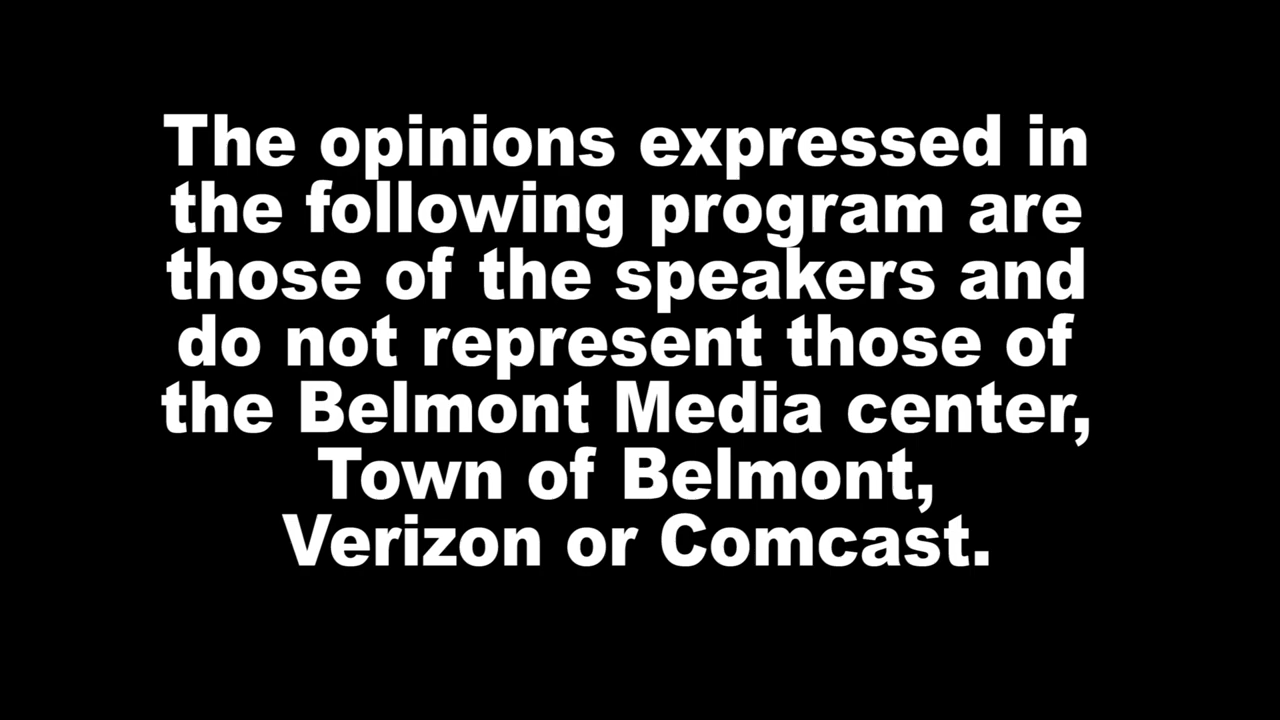 The opinions expressed in
the following program are
those of the speakers and
do not represent those of
the Belmont Media center,
Town of Belmont,
Verizon or Comcast.